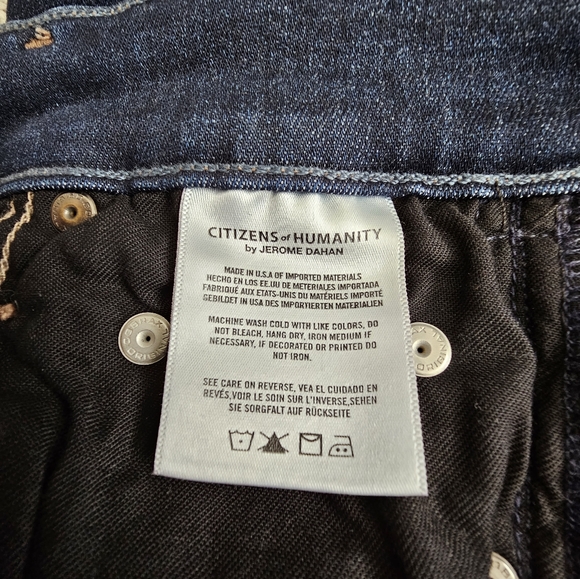 CITIZENS of HUMANITY
by JEROME DAHAN
MADE IN U.S.A OF IMPORTED MATERIALS
HECHO EN LOS EE.UU DE METERIALES IMPORTADA
FABRIQUÉ AUX ETATS-UNIS DU MATÉRIELS IMPORTÉ
GEBILDET IN USA DES IMPORTIERTEN MATERIALIEN
MACHINE WASH COLD WITH LIKE COLORS, DO
NOT BLEACH, HANG DRY, IRON MEDIUM IF
NECESSARY, IF DECORATED OR PRINTED DO
NOT IRON.
SEE CARE ON REVERSE, VEA EL CUIDADO EN
REVÉS,VOIR LE SOIN SUR L'INVERSE,SEHEN
SIE SORGFALT AUF RÜCKSEITE